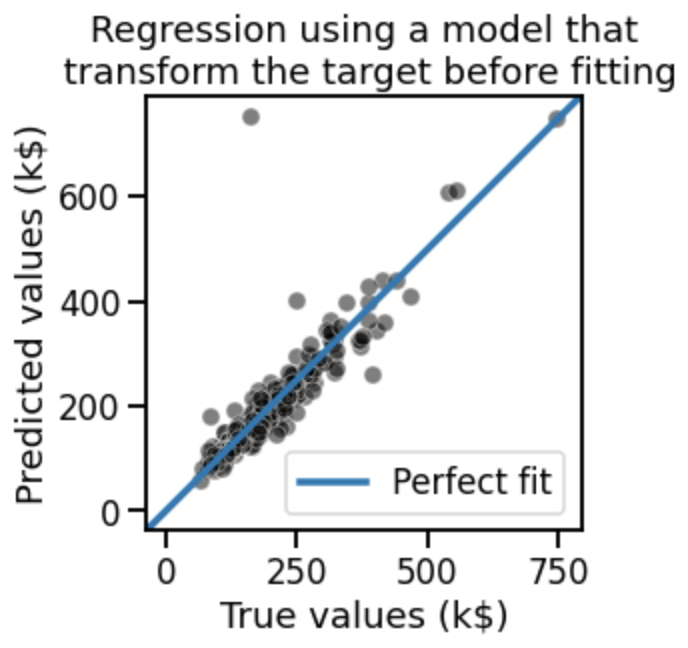 Regression using a model that
transform the target before fitting
Predicted values (k$)
600
400
200
0
Perfect fit
0 250 500 750
True values (k$)